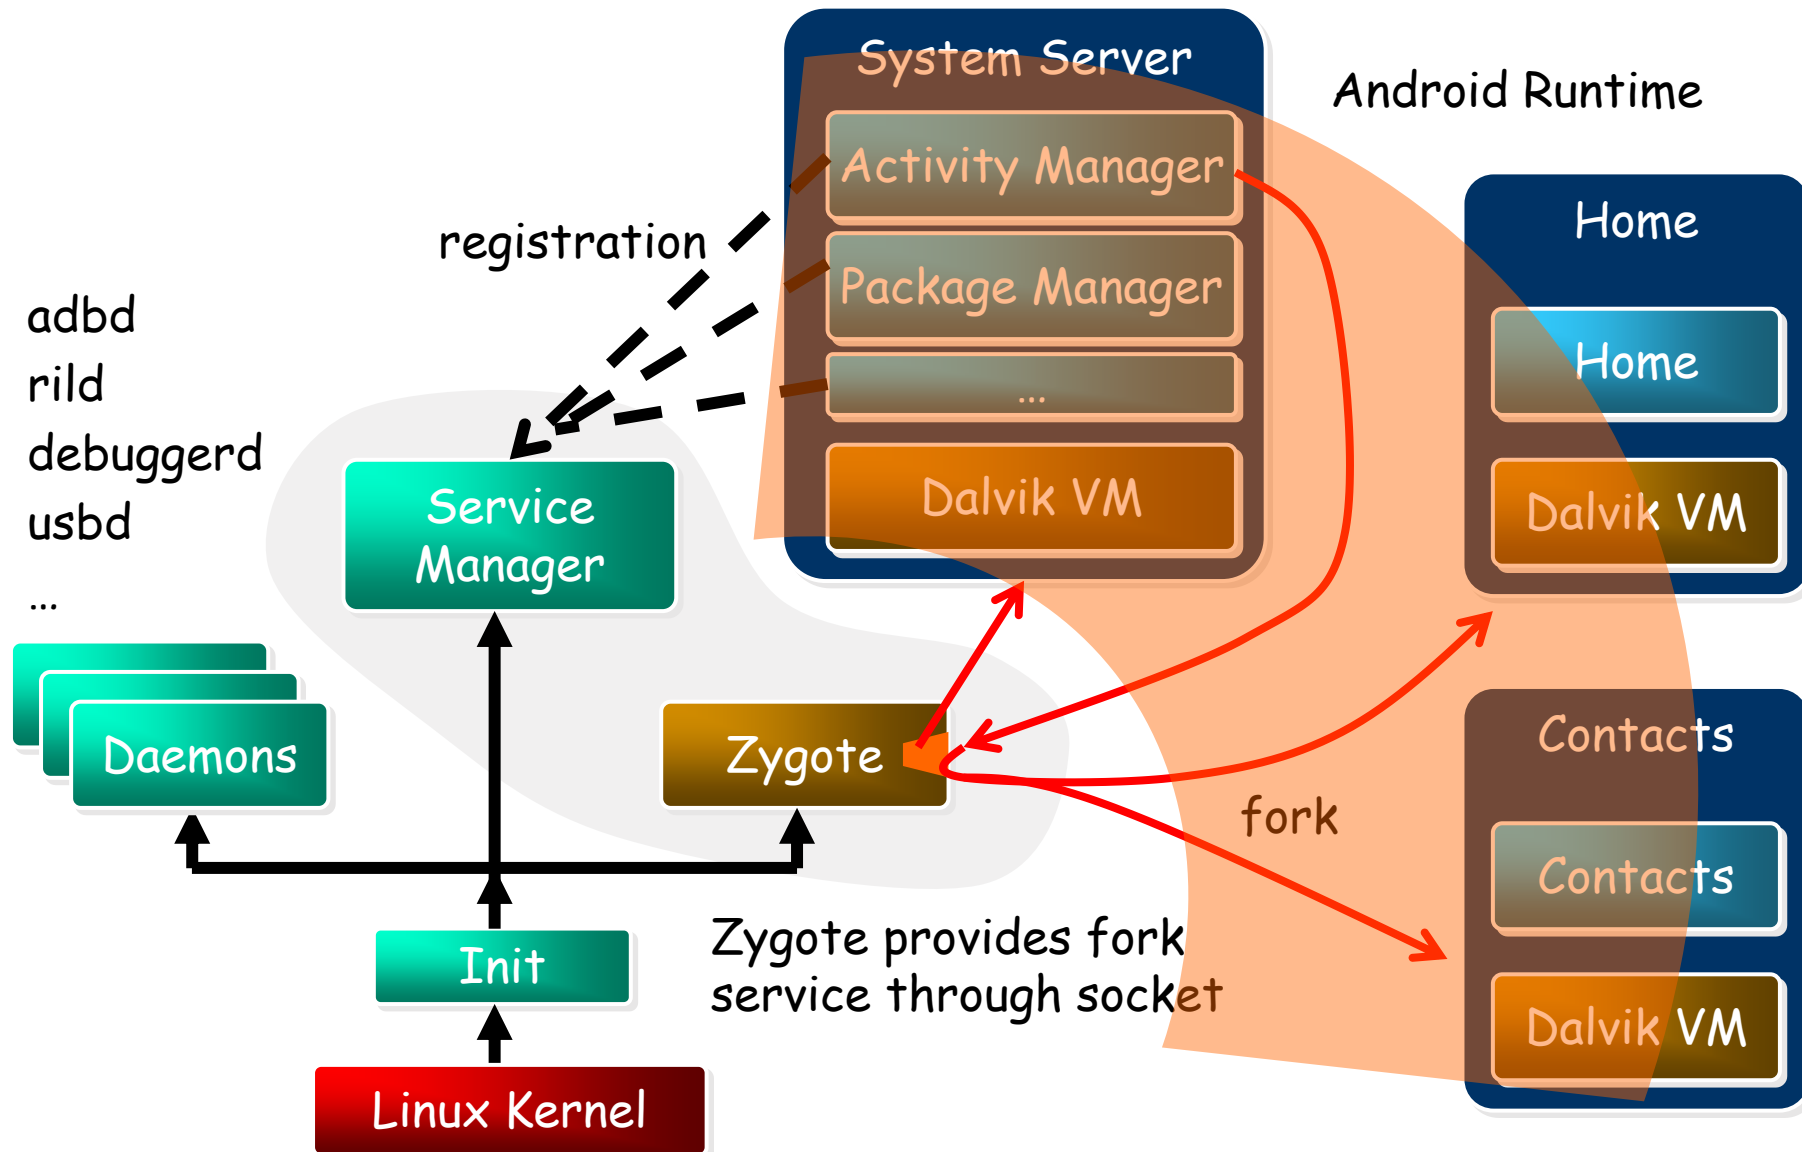 System Server
Android Runtime
Activity Manager
Package Manager
...
Dalvik VM
registration
Home
Home
Dalvik VM
adbd
rild
debuggerd
usbd
...
Service
Manager
Daemons
Zygote
Contacts
Contacts
Dalvik VM
fork
Init
Zygote provides fork
service through socket
Linux Kernel